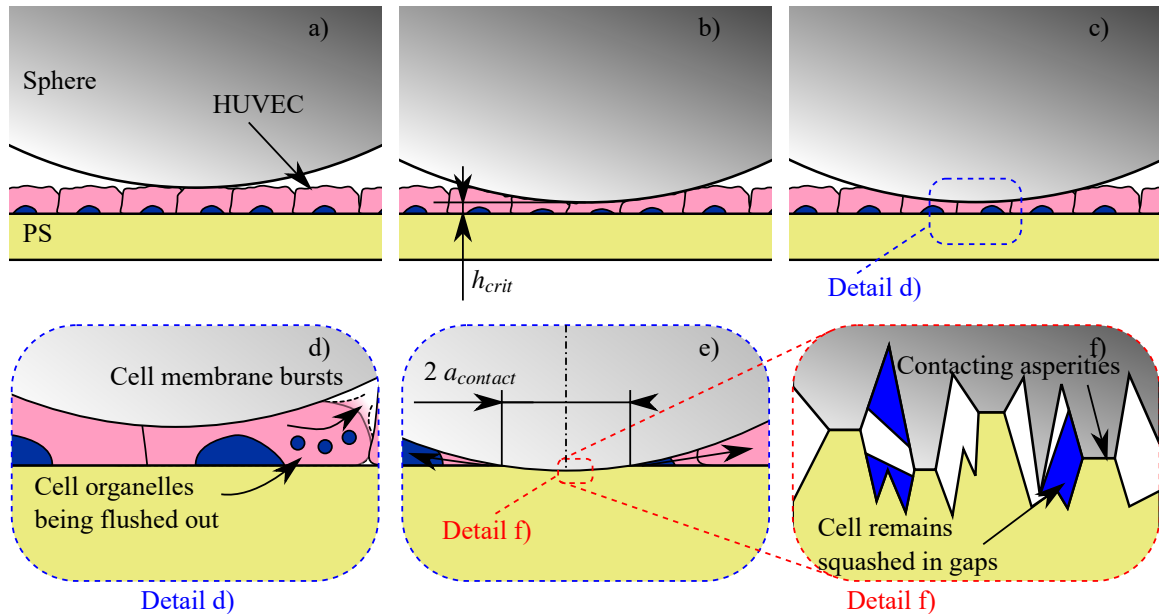 a)
Sphere
HUVEC
PS
b)
h_crit
c)
Detail d)
d)
Cell membrane bursts
Cell organelles
being flushed out
Detail d)
e)
2 a_contact
Detail f)
f)
Contacting asperities
Cell remains
squashed in gaps
Detail f)